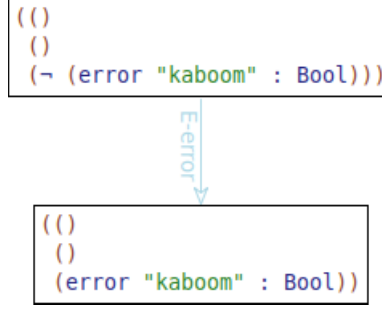 (()
()
(¬ (error "kaboom" : Bool)))
E-error
(()
()
(error "kaboom" : Bool))